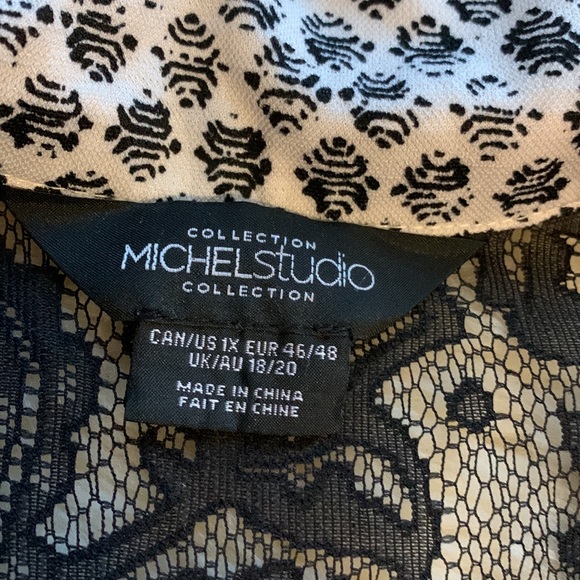 COLLECTION
MICHELstudio
COLLECTION
CAN/US 1X EUR 46/48
UK/AU 18/20
MADE IN CHINA
FAIT EN CHINE